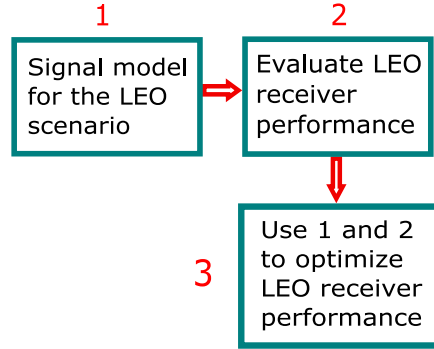 1
Signal model
for the LEO
scenario
2
Evaluate LEO
receiver
performance
3
Use 1 and 2
to optimize
LEO receiver
performance